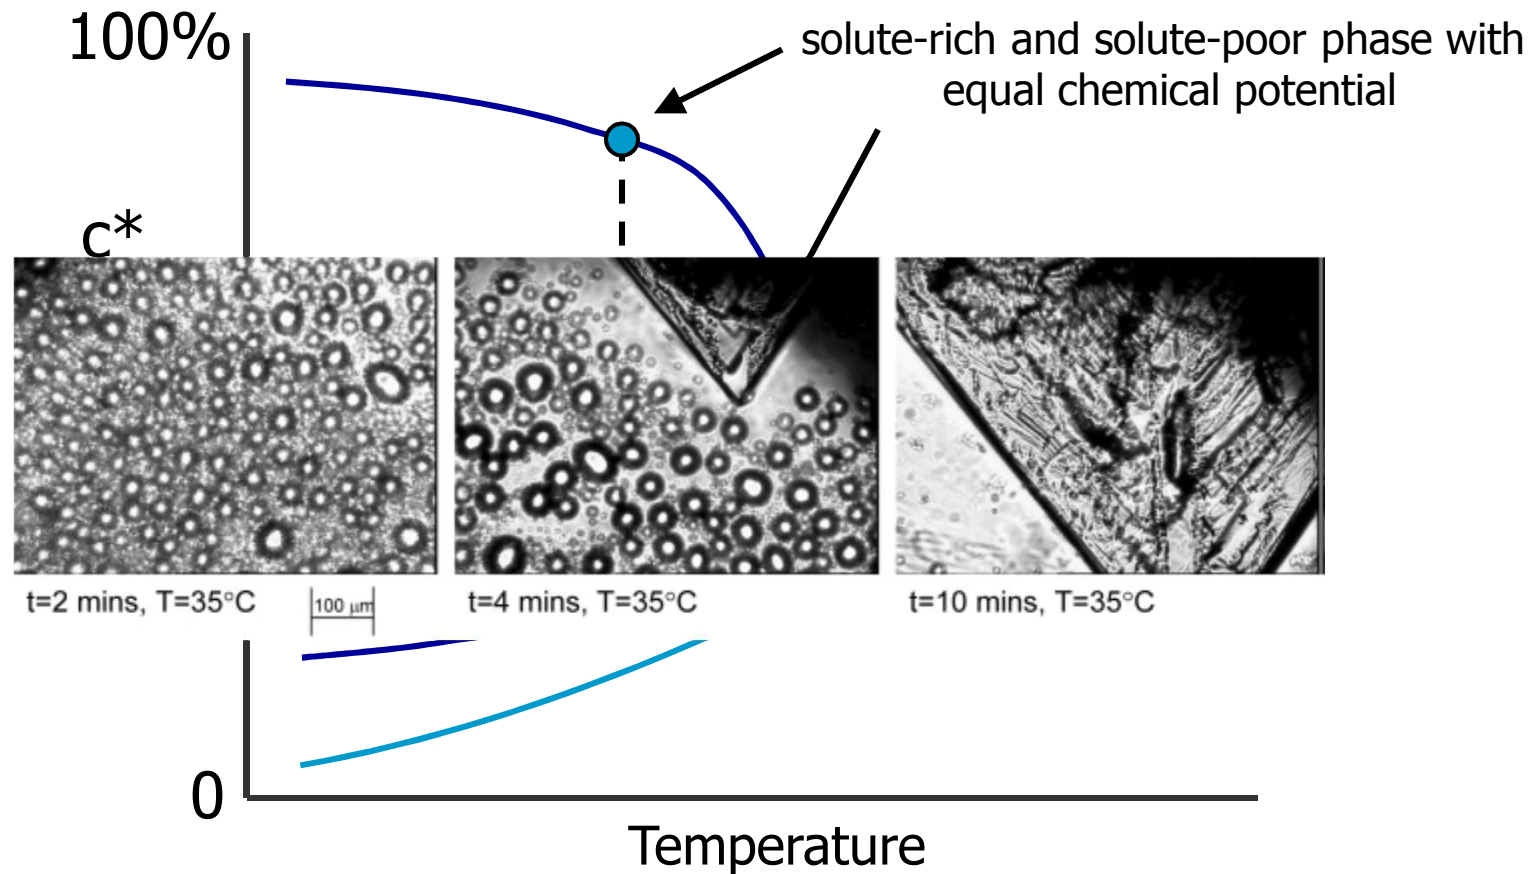 100%
solute-rich and solute-poor phase with
equal chemical potential
c*
t=2 mins, T=35°C
100 μm
t=4 mins, T=35°C
t=10 mins, T=35°C
0
Temperature